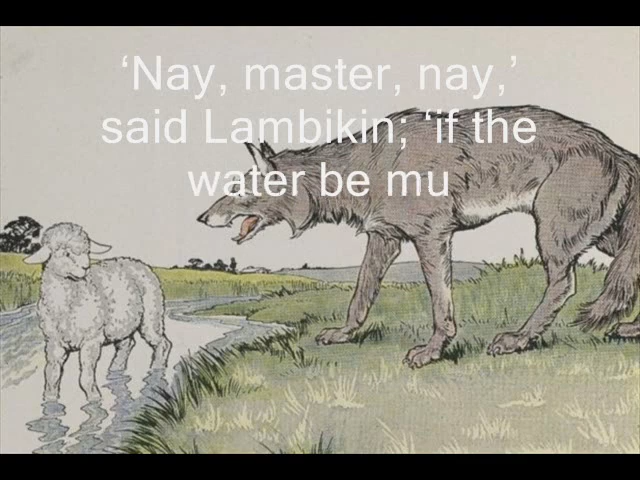 ‘Nay, master, nay,’
said Lambikin; ‘if the
water be mu